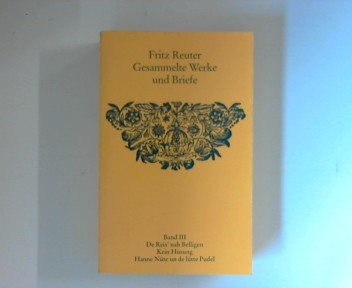 Fritz Reuter
Gesammelte Werke
und Briefe
Band III
De Reis' nah Belligen
Kein Hüsung
Hanne Nüte un de lütte Pudel